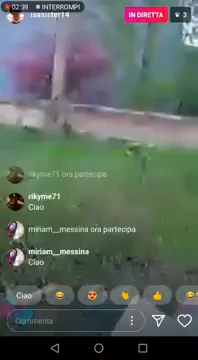 02:39 INTERROMPI
isasister14
IN DIRETTA
3
rikyme71 ora partecipa
rikyme71
Ciao
miriam__messina ora partecipa
miriam__messina
Ciao
Ciao
Commenta